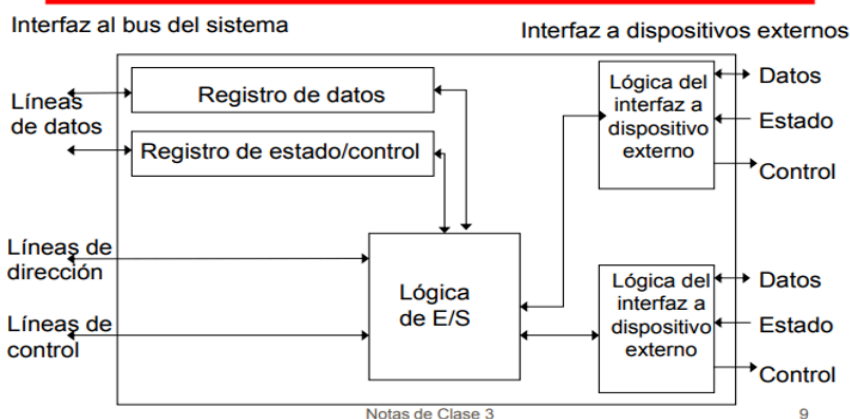 Interfaz al bus del sistema
Interfaz a dispositivos externos
Líneas
de datos
Registro de datos
Registro de estado/control
Líneas de
dirección
Líneas de
control
Lógica
de E/S
Lógica del
interfaz a
dispositivo
externo
Datos
Estado
Control
Lógica del
interfaz a
dispositivo
externo
Datos
Estado
Control
Notas de Clase 3
9